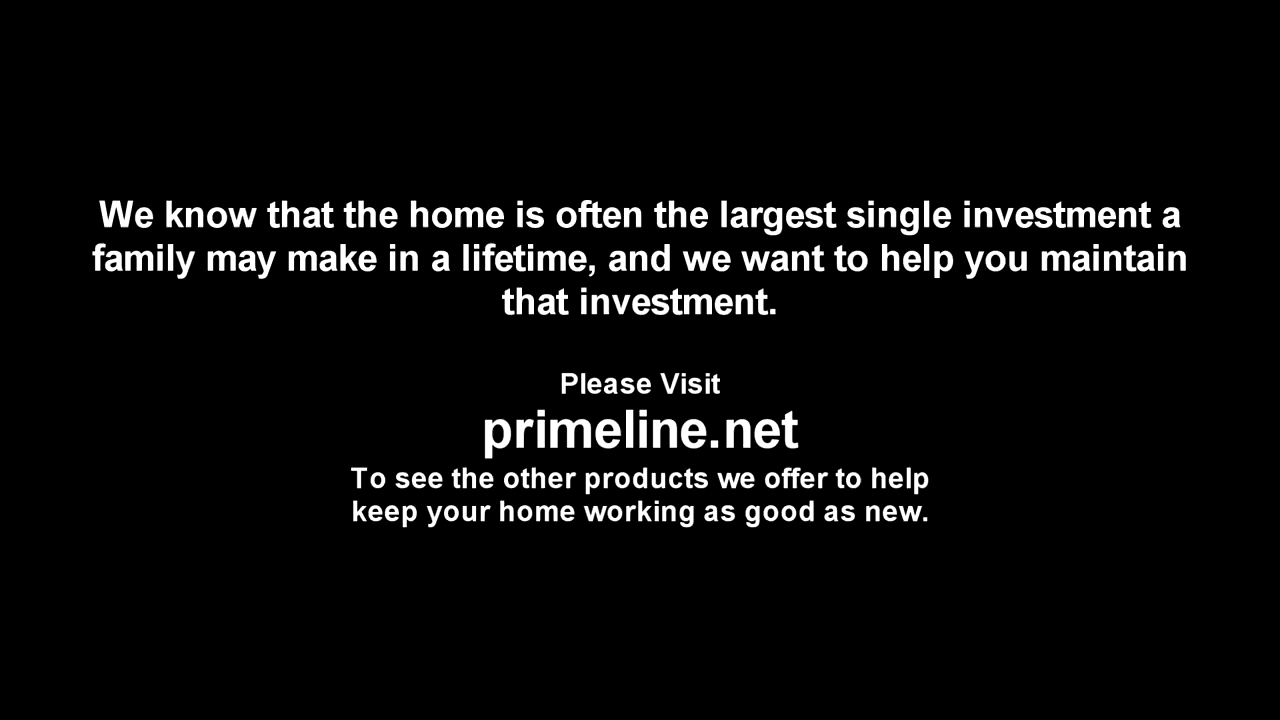 We know that the home is often the largest single investment a
family may make in a lifetime, and we want to help you maintain
that investment.
Please Visit
primeline.net
To see the other products we offer to help
keep your home working as good as new.